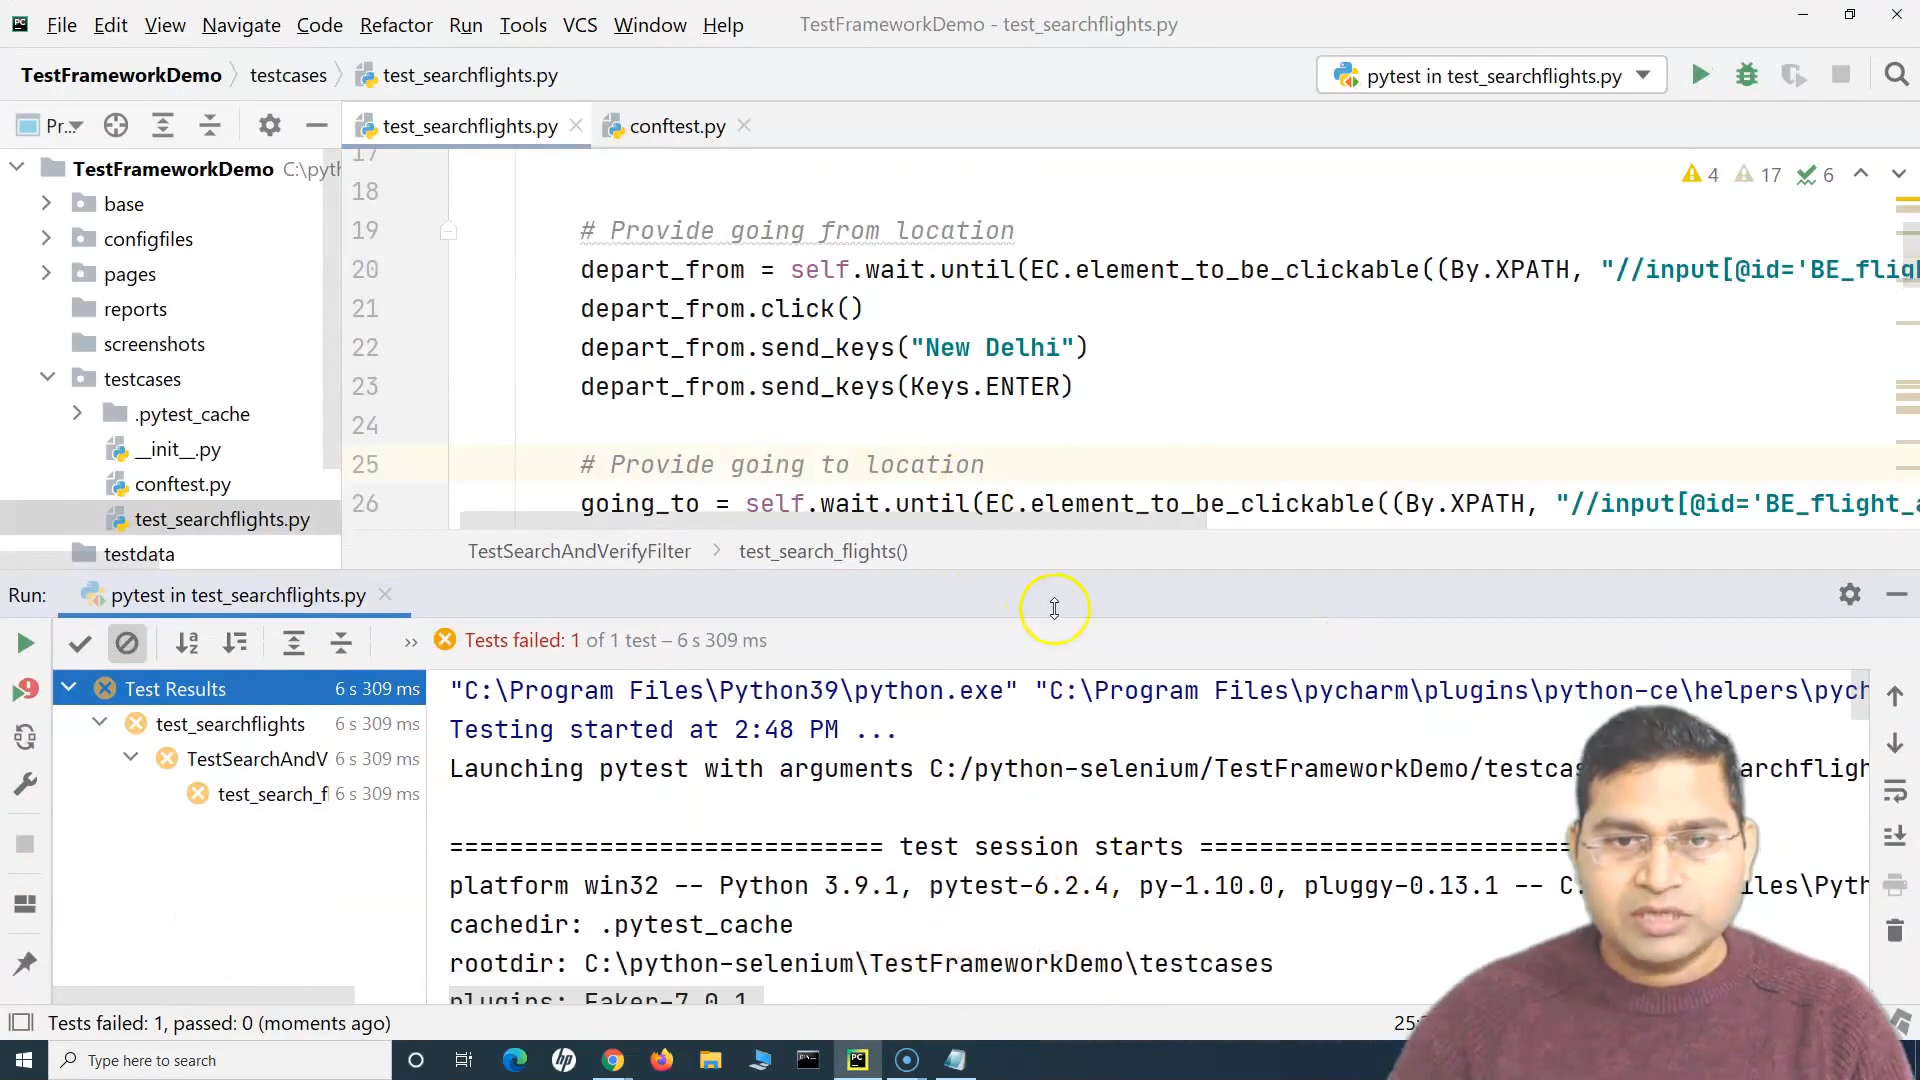 File Edit View Navigate Code Refactor Run Tools VCS Window Help TestFrameworkDemo - test_searchflights.py
TestFrameworkDemo testcases test_searchflights.py pytest in test_searchflights.py
Pr... test_searchflights.py conftest.py
TestFrameworkDemo C:\pyth
base
configfiles
pages
reports
screenshots
testcases
.pytest_cache
__init__.py
conftest.py
test_searchflights.py
testdata
4 17 6
17
18
19 # Provide going from location
20 depart_from = self.wait.until(EC.element_to_be_clickable((By.XPATH, "//input[@id='BE_flig
21 depart_from.click()
22 depart_from.send_keys("New Delhi")
23 depart_from.send_keys(Keys.ENTER)
24
25 # Provide going to location
26 going_to = self.wait.until(EC.element_to_be_clickable((By.XPATH, "//input[@id='BE_flight_a
TestSearchAndVerifyFilter test_search_flights()
Run: pytest in test_searchflights.py
» Tests failed: 1 of 1 test – 6 s 309 ms
Test Results 6 s 309 ms
test_searchflights 6 s 309 ms
TestSearchAndV 6 s 309 ms
test_search_fl 6 s 309 ms
"C:\Program Files\Python39\python.exe" "C:\Program Files\pycharm\plugins\python-ce\helpers\pych
Testing started at 2:48 PM ...
Launching pytest with arguments C:/python-selenium/TestFrameworkDemo/testcas archfligh
============================= test session starts =========================
platform win32 -- Python 3.9.1, pytest-6.2.4, py-1.10.0, pluggy-0.13.1 -- C: iles\Pyth
cachedir: .pytest_cache
rootdir: C:\python-selenium\TestFrameworkDemo\testcases
plugins: Faker-7.0.1
Tests failed: 1, passed: 0 (moments ago) 25:
Type here to search